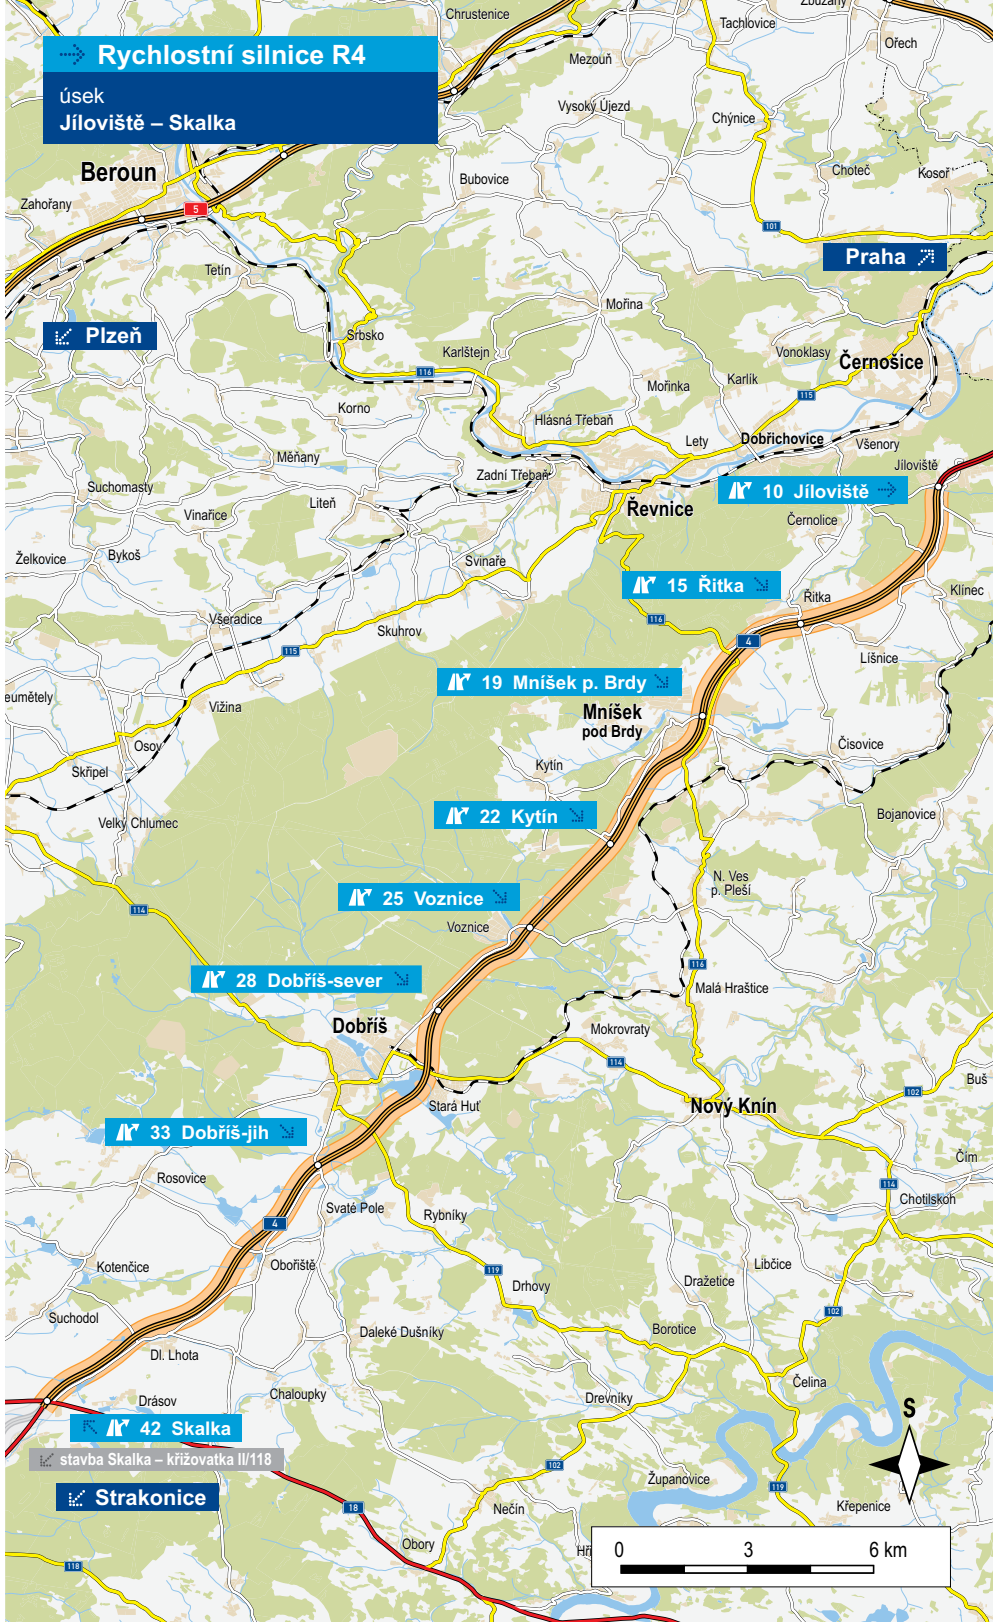 Chrustenice
Tachlovice
Ořech
Mezouň
Rychlostní silnice R4
úsek
Jíloviště – Skalka
Vysoký Újezd
Chýnice
Beroun
Bubovice
Choteč
Kosoř
Zahořany
5
101
Praha
Tetín
Mořina
Plzeň
Srbsko
Karlštejn
Vonoklasy
Černošice
116
Mořinka
Karlík
115
Korno
Hlásná Třebaň
Lety
Dobřichovice
Všenory
Měňany
Jíloviště
Suchomasty
Zadní Třebaň
10 Jíloviště
Liteň
Vinařice
Řevnice
Černolice
Želkovice
Bykoš
Svinaře
15 Řitka
Řitka
Klínec
Všeradice
116
Skuhrov
4
115
Líšnice
19 Mníšek p. Brdy
eumětely
Vižina
Mníšek
pod Brdy
Osov
Čisovice
Skřipel
Kytín
Velký Chlumec
22 Kytín
Bojanovice
N. Ves
p. Pleší
25 Voznice
114
Voznice
116
28 Dobříš-sever
Malá Hraštice
Dobříš
Mokrovraty
114
Buš
102
Stará Huť
Nový Knín
33 Dobříš-jih
Čím
Rosovice
114
Chotilsko
Svaté Pole
Rybníky
4
Kotenčice
Obořiště
119
Libčice
Drhovy
Dražetice
Suchodol
102
Daleké Dušníky
Borotice
Dl. Lhota
Čelina
Chaloupky
Drevníky
Drásov
S
42 Skalka
stavba Skalka – křižovatka II/118
102
Županovice
119
Strakonice
18
Nečín
Křepenice
Obory
0 3 6 km
118